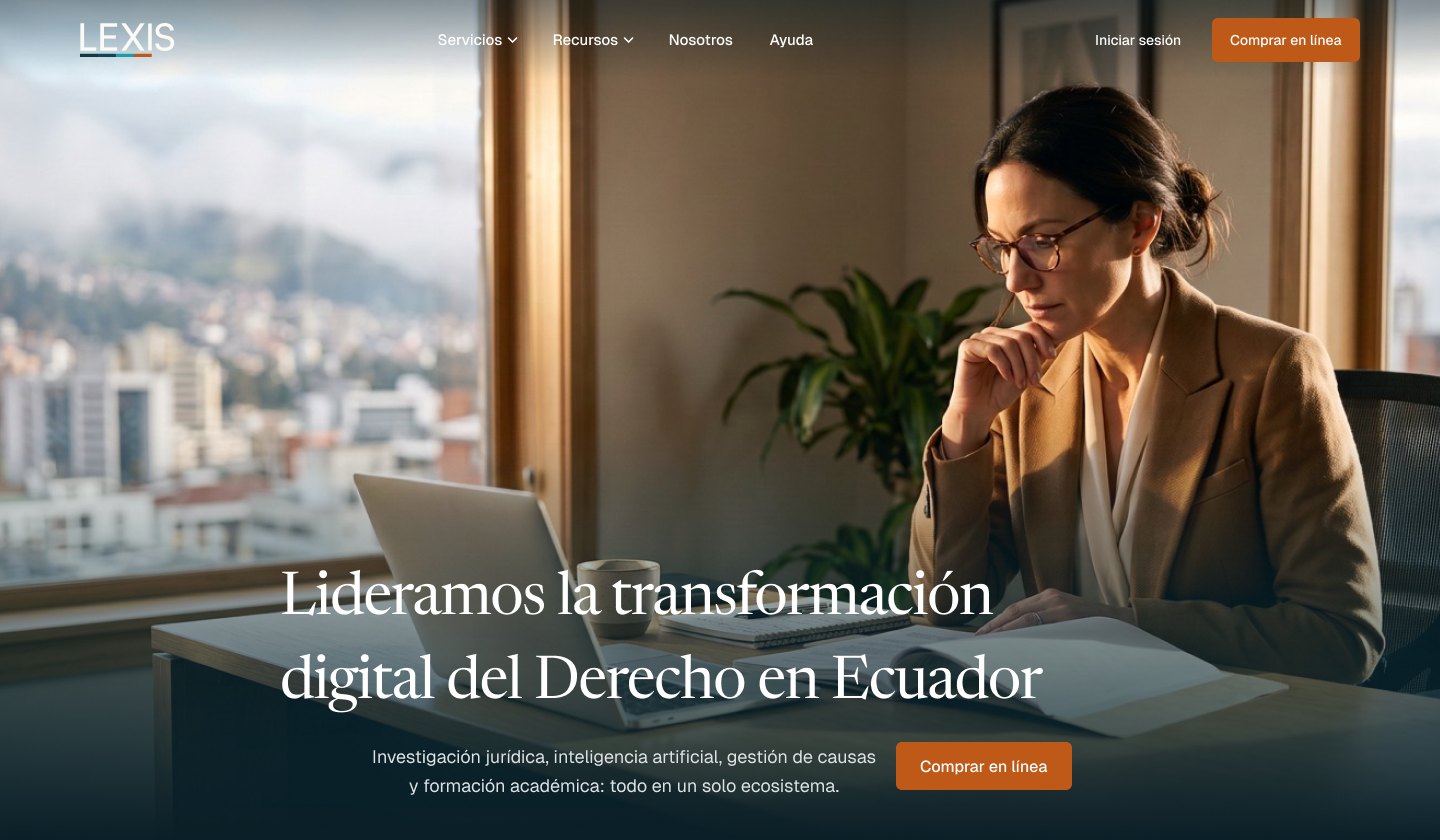 LEXIS
Servicios
Recursos
Nosotros
Ayuda
Iniciar sesión
Comprar en línea
Lideramos la transformación
digital del Derecho en Ecuador
Investigación jurídica, inteligencia artificial, gestión de causas
y formación académica: todo en un solo ecosistema.
Comprar en línea